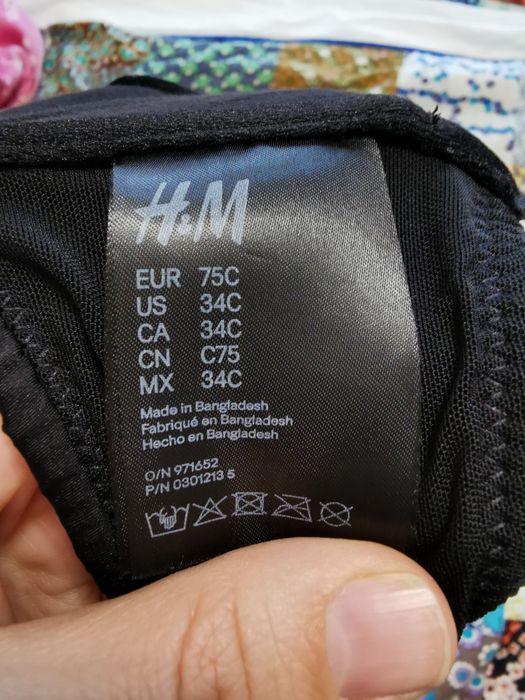 H&M
EUR 75C
US 34C
CA 34C
CN C75
MX 34C
Made in Bangladesh
Fabriqué en Bangladesh
Hecho en Bangladesh
O/N 971652
P/N 0301213 5